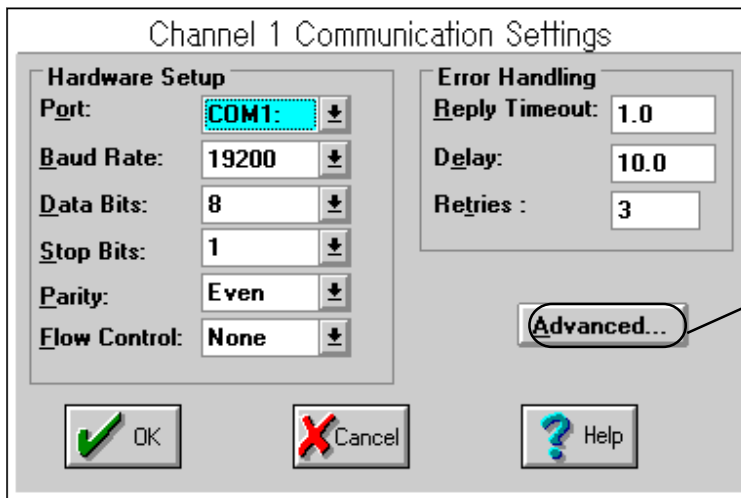 Channel 1 Communication Settings
Hardware Setup
Port: COM1:
Baud Rate: 19200
Data Bits: 8
Stop Bits: 1
Parity: Even
Flow Control: None
Error Handling
Reply Timeout: 1.0
Delay: 10.0
Retries : 3
Advanced...
OK
Cancel
Help